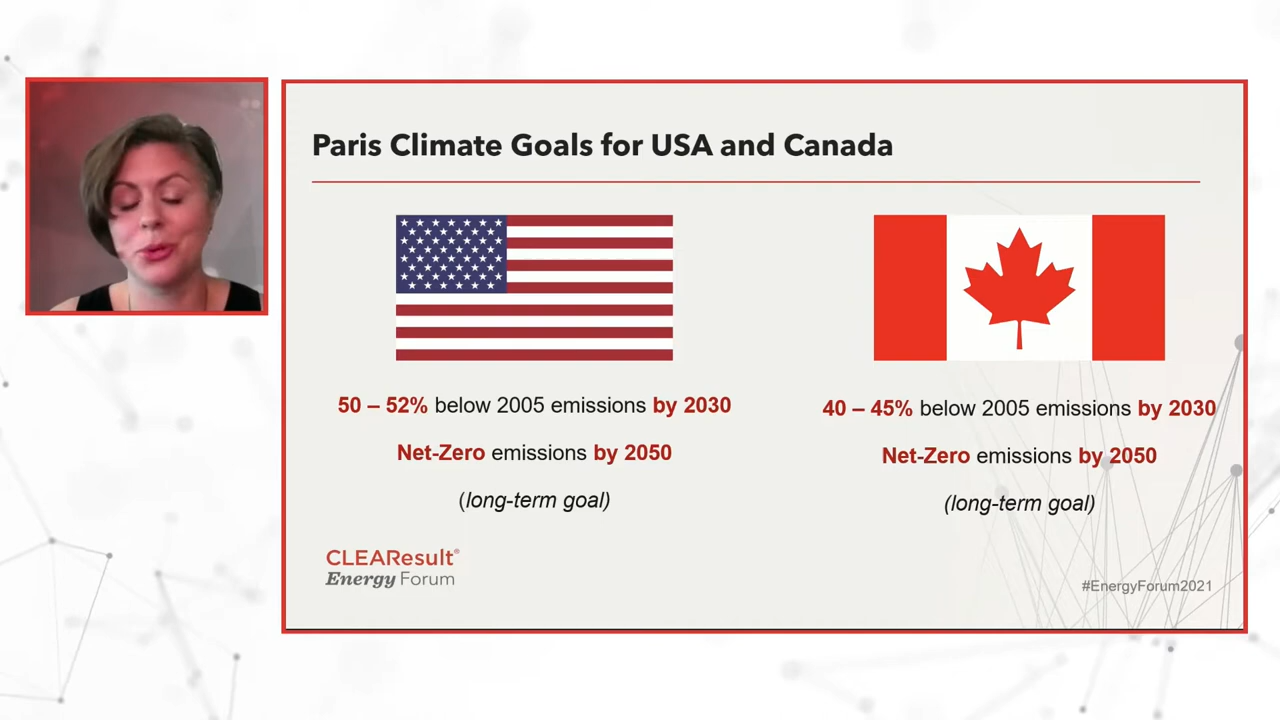 Paris Climate Goals for USA and Canada
50 – 52% below 2005 emissions by 2030
Net-Zero emissions by 2050
(long-term goal)
40 – 45% below 2005 emissions by 2030
Net-Zero emissions by 2050
(long-term goal)
CLEAResult®
Energy Forum
#EnergyForum2021